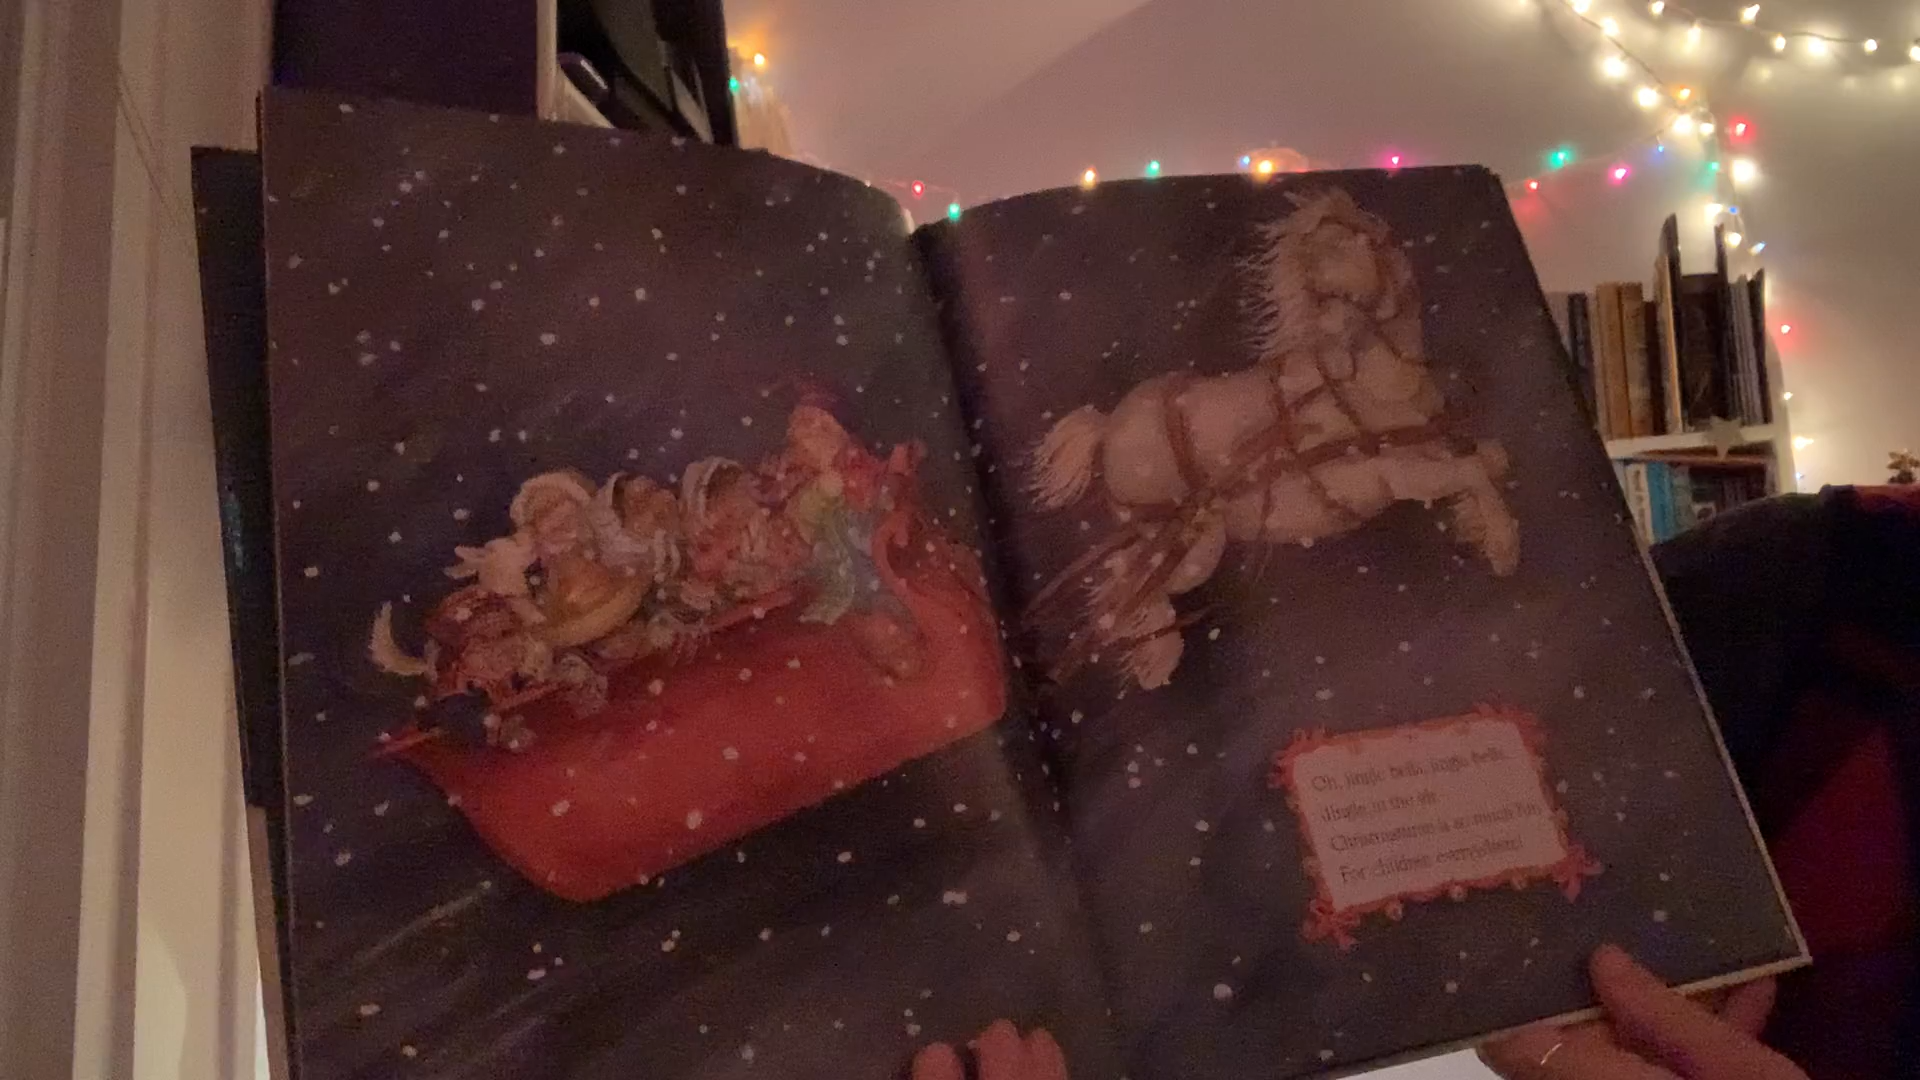 Oh, jingle bells, jingle bells,
Jingle in the air.
Christmastime is so much fun
For children everywhere!